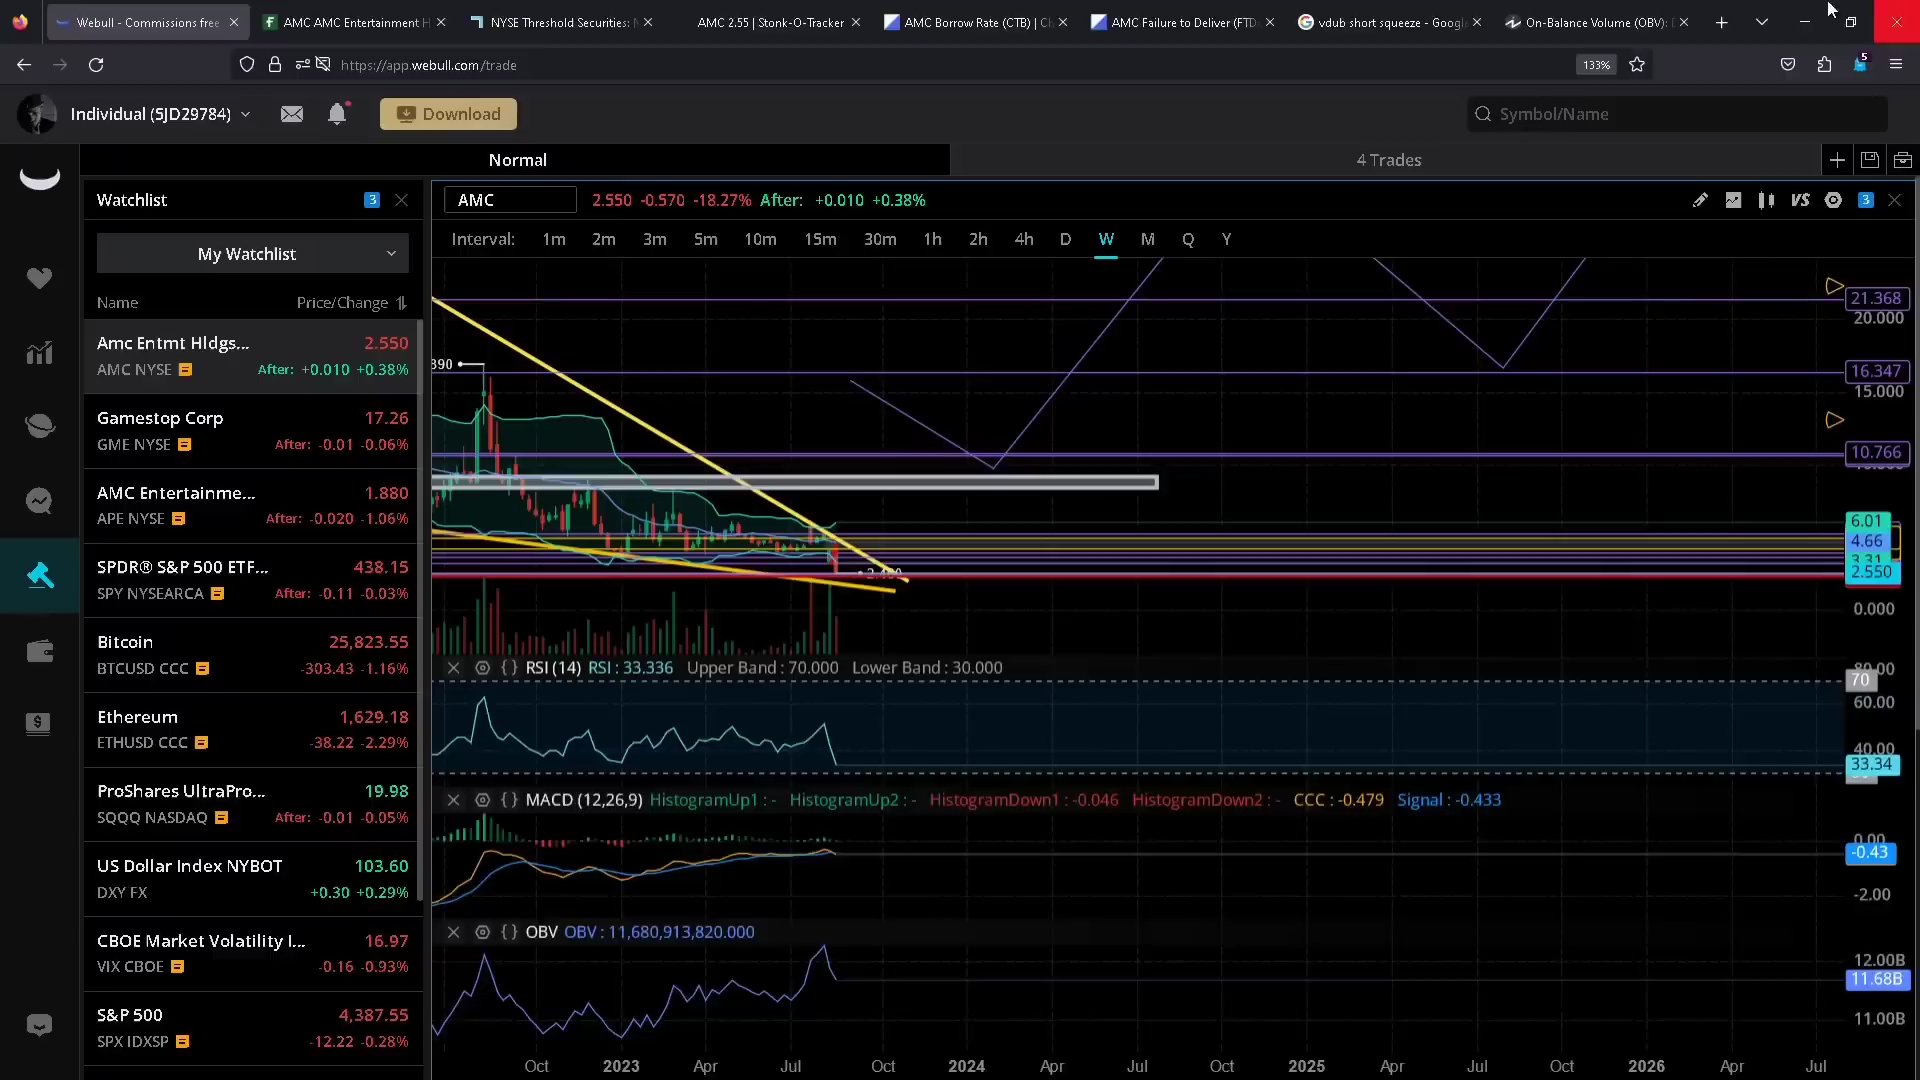 Webull - Commissions free
AMC AMC Entertainment H
NYSE Threshold Securities:
AMC 2.55 | Stonk-O-Tracker
AMC Borrow Rate (CTB) | Ch
AMC Failure to Deliver (FTD
vdub short squeeze - Googl
On-Balance Volume (OBV):
https://app.webull.com/trade
133%
5
Individual (5JD29784)
Download
Symbol/Name
Normal
4 Trades
Watchlist
3
My Watchlist
Name
Price/Change
Amc Entmt Hldgs...
2.550
AMC NYSE
After: +0.010 +0.38%
Gamestop Corp
17.26
GME NYSE
After: -0.01 -0.06%
AMC Entertainme...
1.880
APE NYSE
After: -0.020 -1.06%
SPDR® S&P 500 ETF...
438.15
SPY NYSEARCA
After: -0.11 -0.03%
Bitcoin
25,823.55
BTCUSD CCC
-303.43 -1.16%
Ethereum
1,629.18
ETHUSD CCC
-38.22 -2.29%
ProShares UltraPro...
19.98
SQQQ NASDAQ
After: -0.01 -0.05%
US Dollar Index NYBOT
103.60
DXY FX
+0.30 +0.29%
CBOE Market Volatility I...
16.97
VIX CBOE
-0.16 -0.93%
S&P 500
4,387.55
SPX IDXSP
-12.22 -0.28%
AMC
2.550 -0.570 -18.27% After: +0.010 +0.38%
VS
3
Interval: 1m 2m 3m 5m 10m 15m 30m 1h 2h 4h D W M Q Y
21.368
20.000
390
16.347
15.000
10.766
6.01
4.66
3.31
2.550
0.000
RSI (14) RSI : 33.336 Upper Band : 70.000 Lower Band : 30.000
80.00
70
60.00
40.00
33.34
MACD (12,26,9) HistogramUp1 : - HistogramUp2 : - HistogramDown1 : -0.046 HistogramDown2 : - CCC : -0.479 Signal : -0.433
0.00
-0.43
-2.00
OBV OBV : 11,680,913,820.000
12.00B
11.68B
11.00B
Oct 2023 Apr Jul Oct 2024 Apr Jul Oct 2025 Apr Jul Oct 2026 Apr Jul